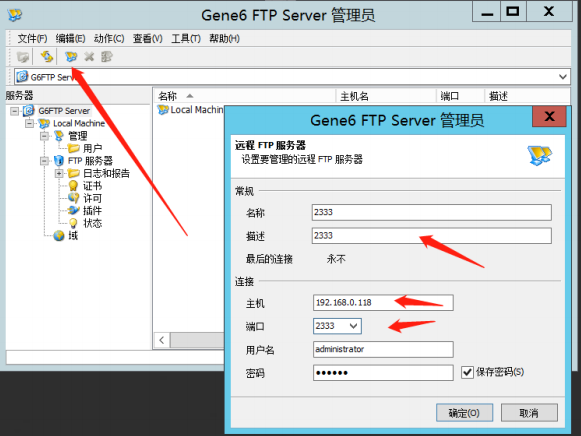 Gene6 FTP Server 管理员
文件(F) 编辑(E) 动作(C) 查看(V) 工具(T) 帮助(H)
G6FTP Serv
服务器
G6FTP Server
Local Machine
管理
用户
FTP 服务器
日志和报告
证书
许可
插件
状态
域
名称 主机名 端口 描述
Local Machin
Gene6 FTP Server 管理员
远程 FTP 服务器
设置要管理的远程 FTP 服务器
常规
名称 2333
描述 2333
最后的连接 永不
连接
主机 192.168.0.118
端口 2333
用户名 administrator
密码 ●●●●●● 保存密码(S)
确定(O) 取消